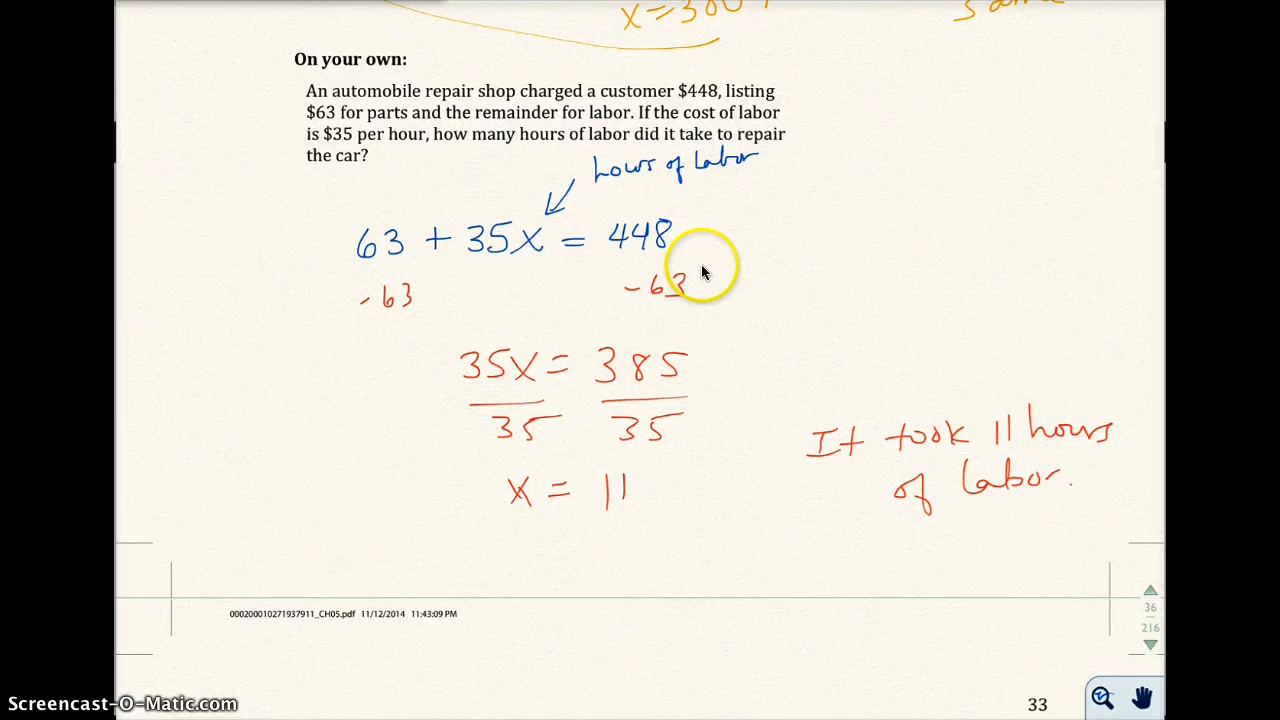 x=300
same
On your own:
An automobile repair shop charged a customer $448, listing
$63 for parts and the remainder for labor. If the cost of labor
is $35 per hour, how many hours of labor did it take to repair
the car?
hours of labor
63 + 35x = 448
-63 -63
35x = 385
35 35
x = 11
It took 11 hours
of labor.
000200010271937911_CH05.pdf 11/12/2014 11:43:09 PM
36
216
33
Screencast-O-Matic.com